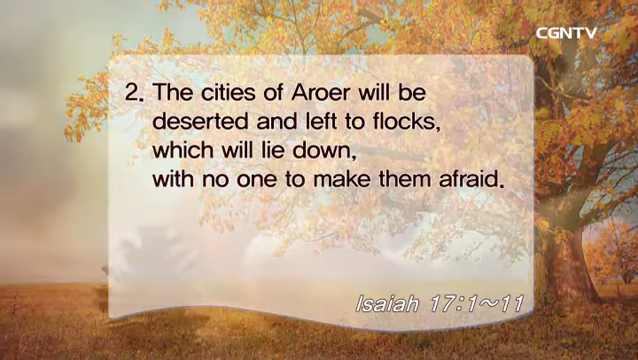 CGNTV
2. The cities of Aroer will be
deserted and left to flocks,
which will lie down,
with no one to make them afraid.
Isaiah 17:1~11